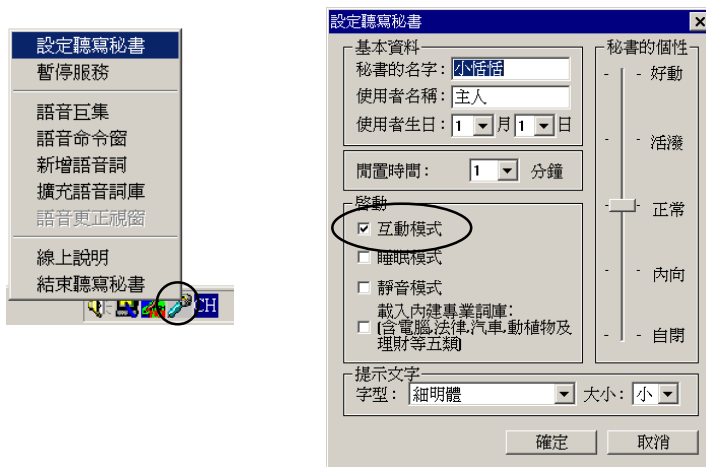 設定聽寫秘書
暫停服務
語音巨集
語音命令窗
新增語音詞
擴充語音詞庫
語音更正視窗
線上說明
結束聽寫秘書
CH
設定聽寫秘書
基本資料
秘書的名字: 小恬恬
使用者名稱: 主人
使用者生日: 1 月 1 日
閒置時間: 1 分鐘
啓動
互動模式
睡眠模式
靜音模式
載入內建專業詞庫:
(含電腦,法律,汽車,動植物及
理財等五類)
秘書的個性
好動
活潑
正常
內向
自閉
提示文字
字型: 細明體 大小: 小
確定 取消